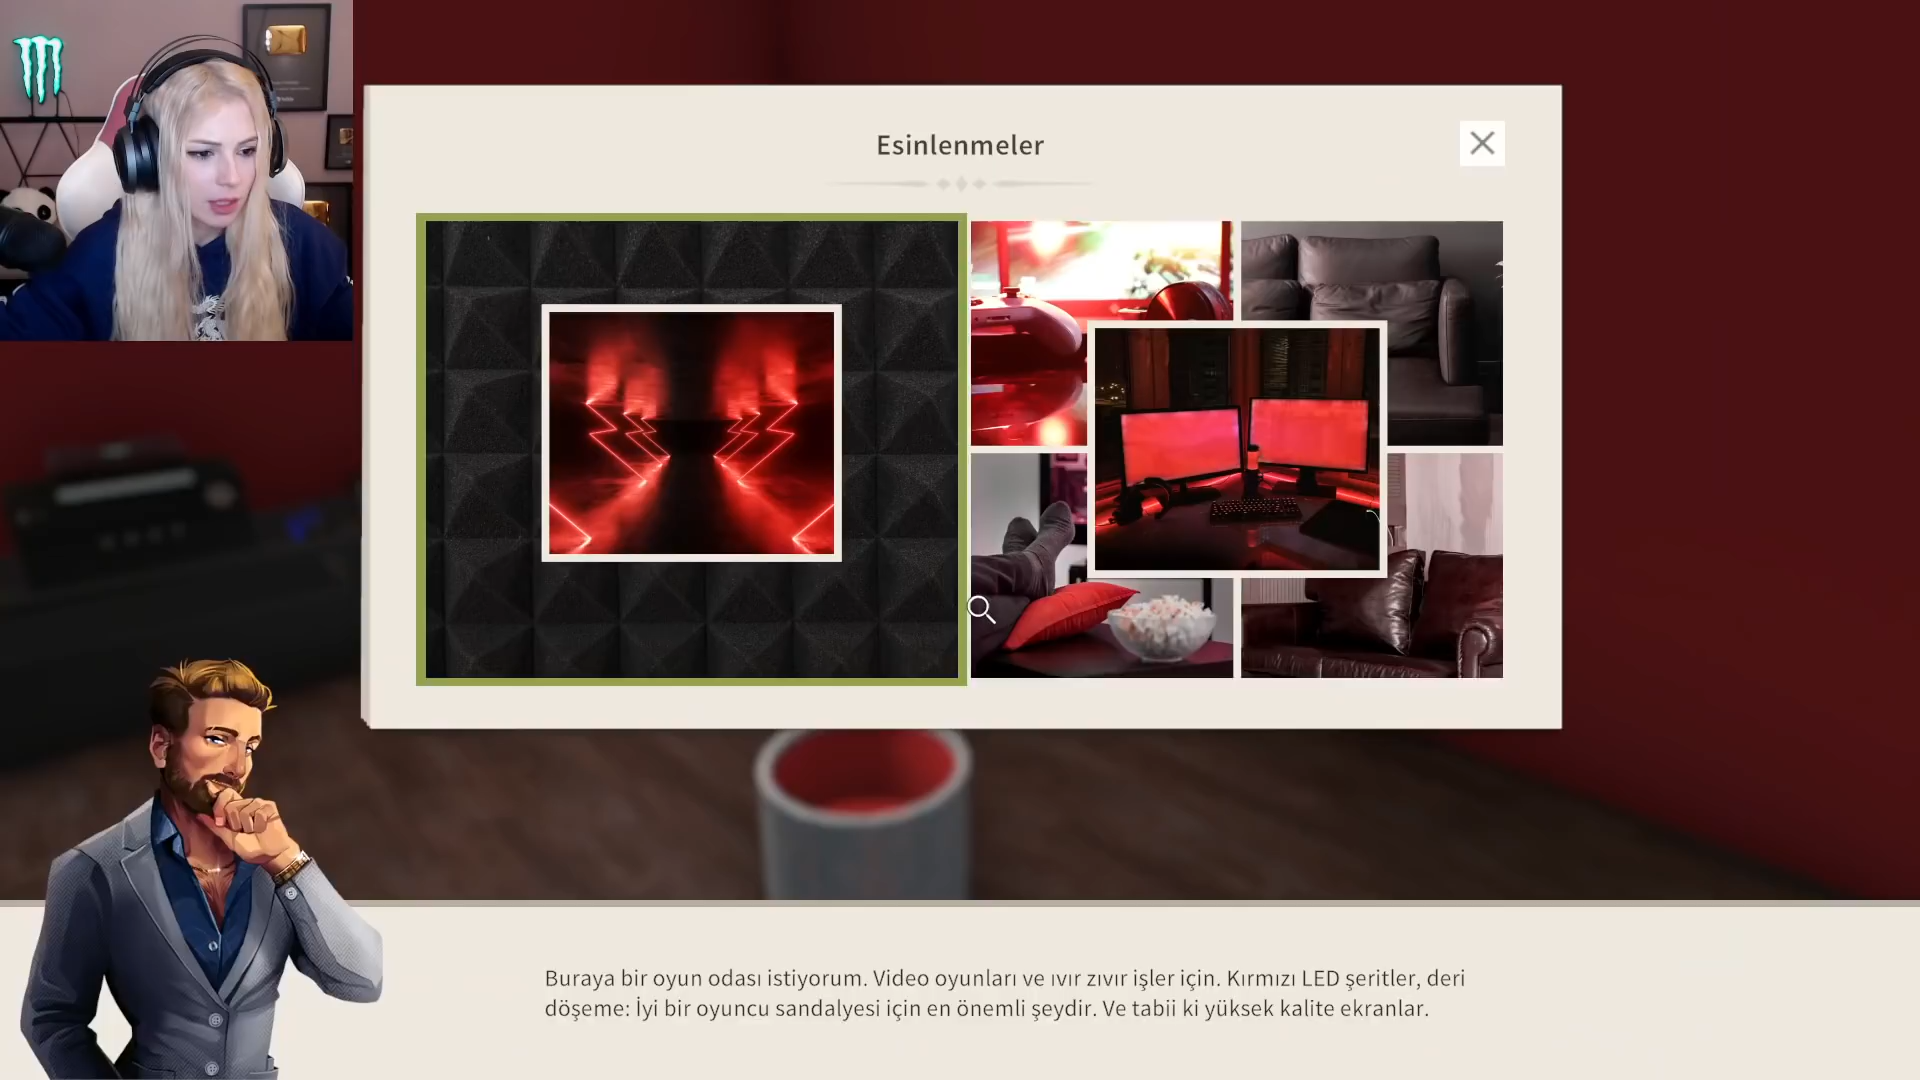 Esinlenmeler
Buraya bir oyun odası istiyorum. Video oyunları ve ıvır zıvır işler için. Kırmızı LED şeritler, deri
döşeme: İyi bir oyuncu sandalyesi için en önemli şeydir. Ve tabii ki yüksek kalite ekranlar.